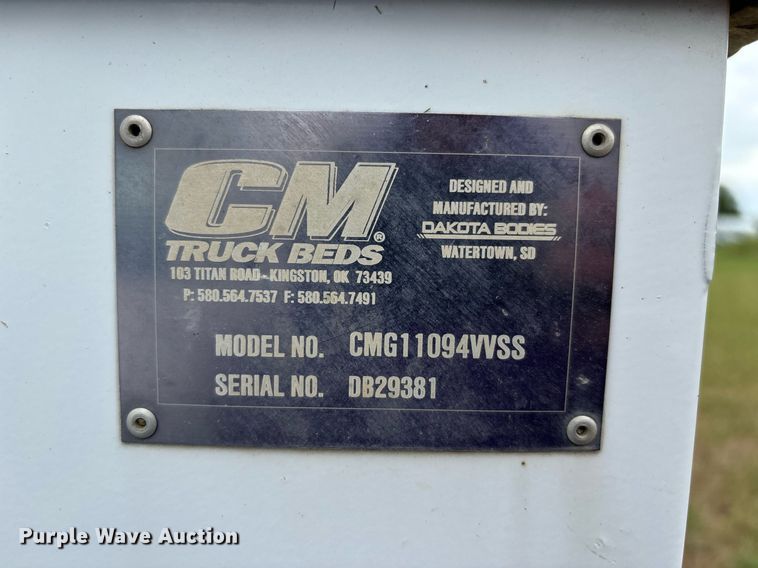 CM®
TRUCK BEDS
103 TITAN ROAD - KINGSTON, OK 73439
P: 580.564.7537 F: 580.564.7491
DESIGNED AND
MANUFACTURED BY:
DAKOTA BODIES
WATERTOWN, SD
MODEL NO. CMG11094VVSS
SERIAL NO. DB29381
Purple Wave Auction